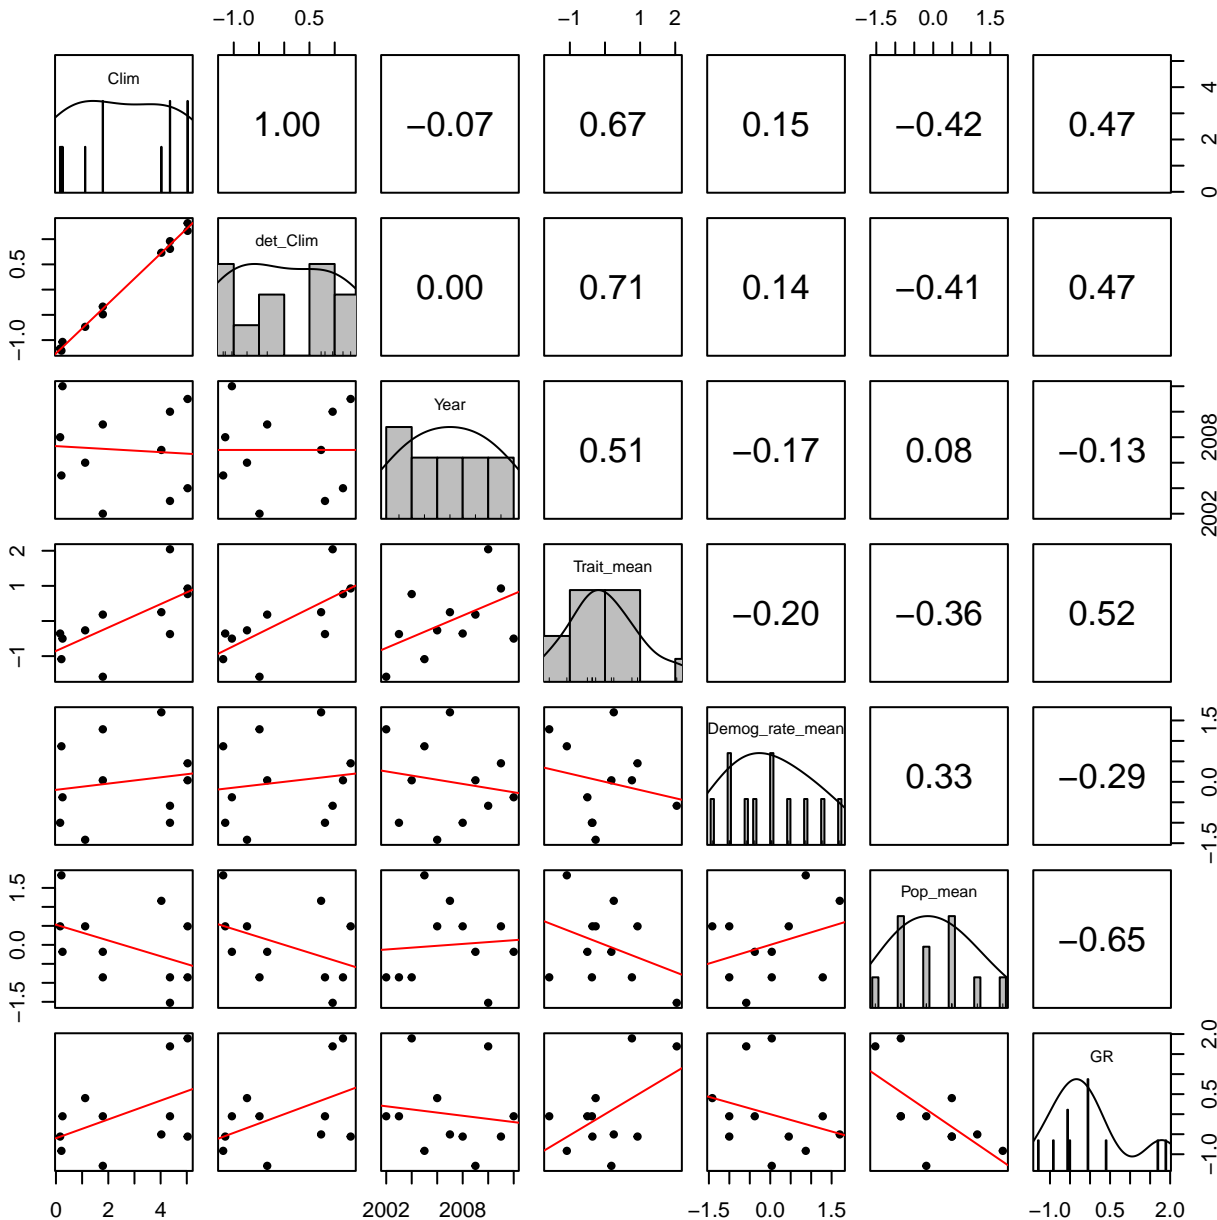 −1.0 0.5 −1 1 2 −1.5 0.0 1.5
Clim 1.00 −0.07 0.67 0.15 −0.42 0.47 0 2 4
−1.0 0.5 det_Clim 0.00 0.71 0.14 −0.41 0.47
Year 0.51 −0.17 0.08 −0.13 2002 2008
−1 1 2 Trait_mean −0.20 −0.36 0.52
Demog_rate_mean 0.33 −0.29 −1.5 0.0 1.5
−1.5 0.0 1.5 Pop_mean −0.65
GR −1.0 0.5 2.0
0 2 4 2002 2008 −1.5 0.0 1.5 −1.0 0.5 2.0